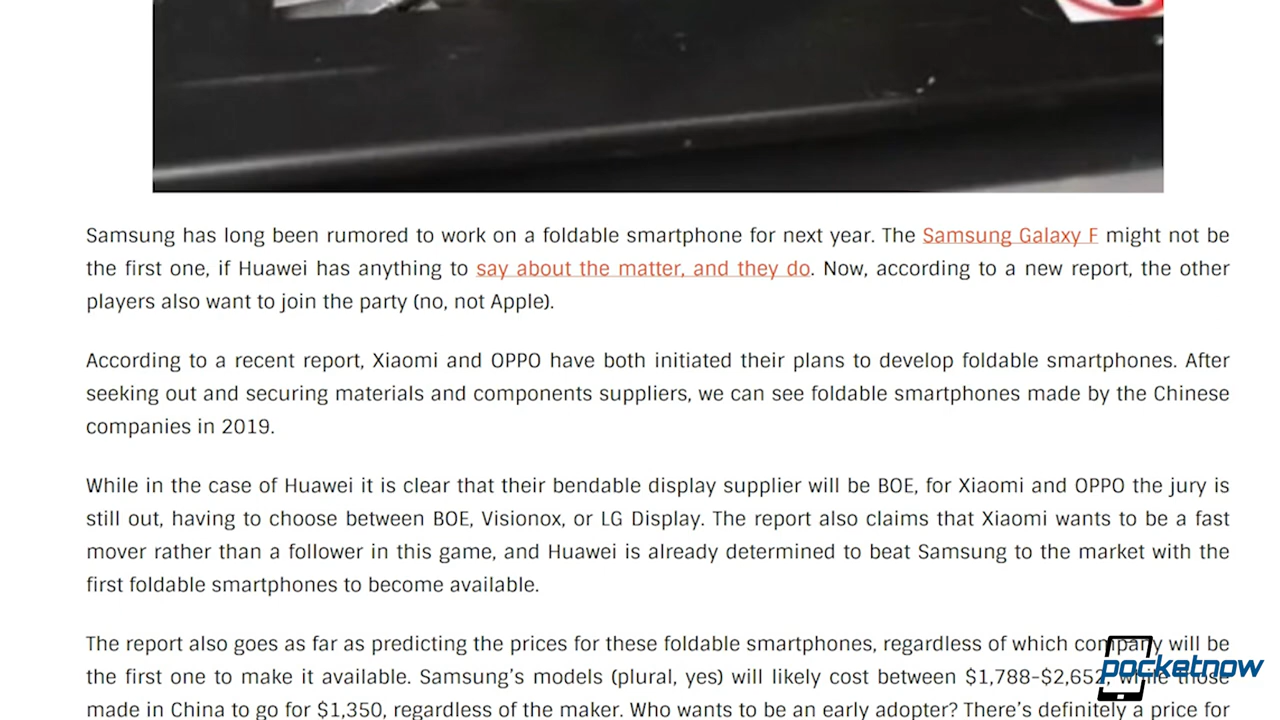 Samsung has long been rumored to work on a foldable smartphone for next year. The Samsung Galaxy F might not be
the first one, if Huawei has anything to say about the matter, and they do. Now, according to a new report, the other
players also want to join the party (no, not Apple).
According to a recent report, Xiaomi and OPPO have both initiated their plans to develop foldable smartphones. After
seeking out and securing materials and components suppliers, we can see foldable smartphones made by the Chinese
companies in 2019.
While in the case of Huawei it is clear that their bendable display supplier will be BOE, for Xiaomi and OPPO the jury is
still out, having to choose between BOE, Visionox, or LG Display. The report also claims that Xiaomi wants to be a fast
mover rather than a follower in this game, and Huawei is already determined to beat Samsung to the market with the
first foldable smartphones to become available.
The report also goes as far as predicting the prices for these foldable smartphones, regardless of which company will be
the first one to make it available. Samsung's models (plural, yes) will likely cost between $1,788-$2,652, while those
made in China to go for $1,350, regardless of the maker. Who wants to be an early adopter? There's definitely a price for
pocketnow